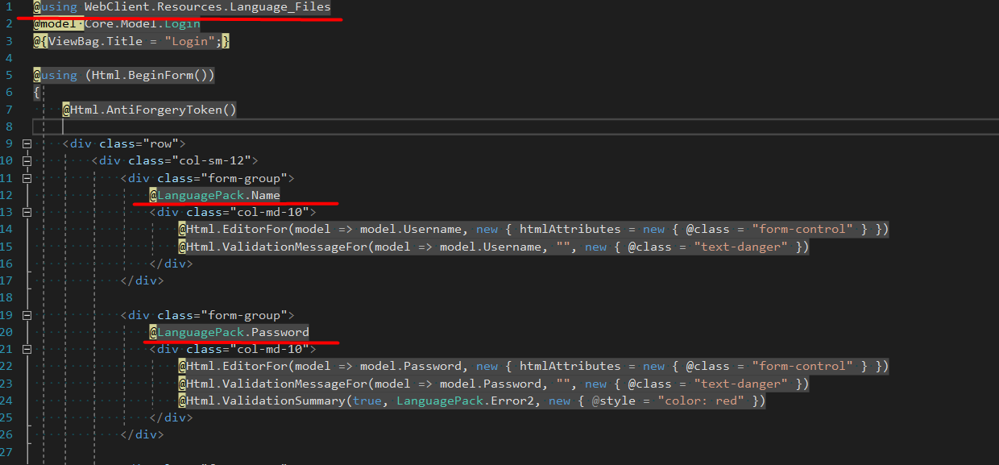 1 @using WebClient.Resources.Language_Files
2 @model Core.Model.Login
3 @{ViewBag.Title = "Login";}
4
5 @using (Html.BeginForm())
6 {
7 @Html.AntiForgeryToken()
8
9 <div class="row">
10 <div class="col-sm-12">
11 <div class="form-group">
12 @LanguagePack.Name
13 <div class="col-md-10">
14 @Html.EditorFor(model => model.Username, new { htmlAttributes = new { @class = "form-control" } })
15 @Html.ValidationMessageFor(model => model.Username, "", new { @class = "text-danger" })
16 </div>
17 </div>
18
19 <div class="form-group">
20 @LanguagePack.Password
21 <div class="col-md-10">
22 @Html.EditorFor(model => model.Password, new { htmlAttributes = new { @class = "form-control" } })
23 @Html.ValidationMessageFor(model => model.Password, "", new { @class = "text-danger" })
24 @Html.ValidationSummary(true, LanguagePack.Error2, new { @style = "color: red" })
25 </div>
26 </div>
27